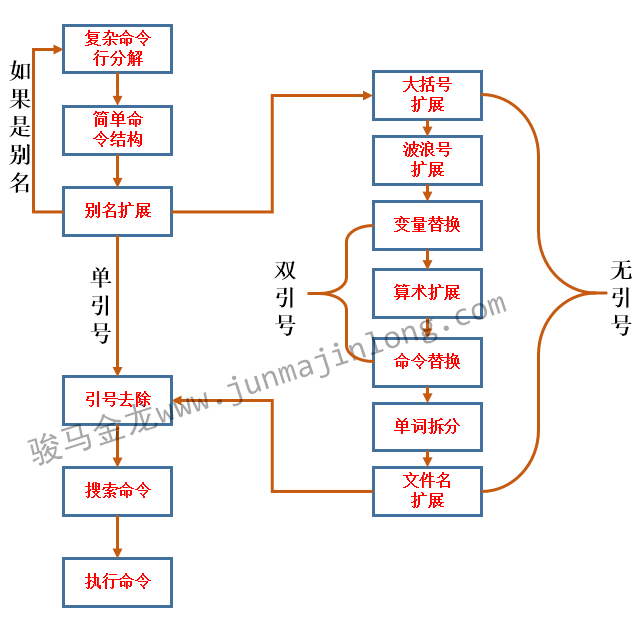 复杂命令
行分解
如果是别名
简单命
令结构
别名扩展
单引号
引号去除
搜索命令
执行命令
大括号
扩展
波浪号
扩展
变量替换
双引号
算术扩展
无引号
命令替换
单词拆分
文件名
扩展
骏马金龙www.junmajinlong.com